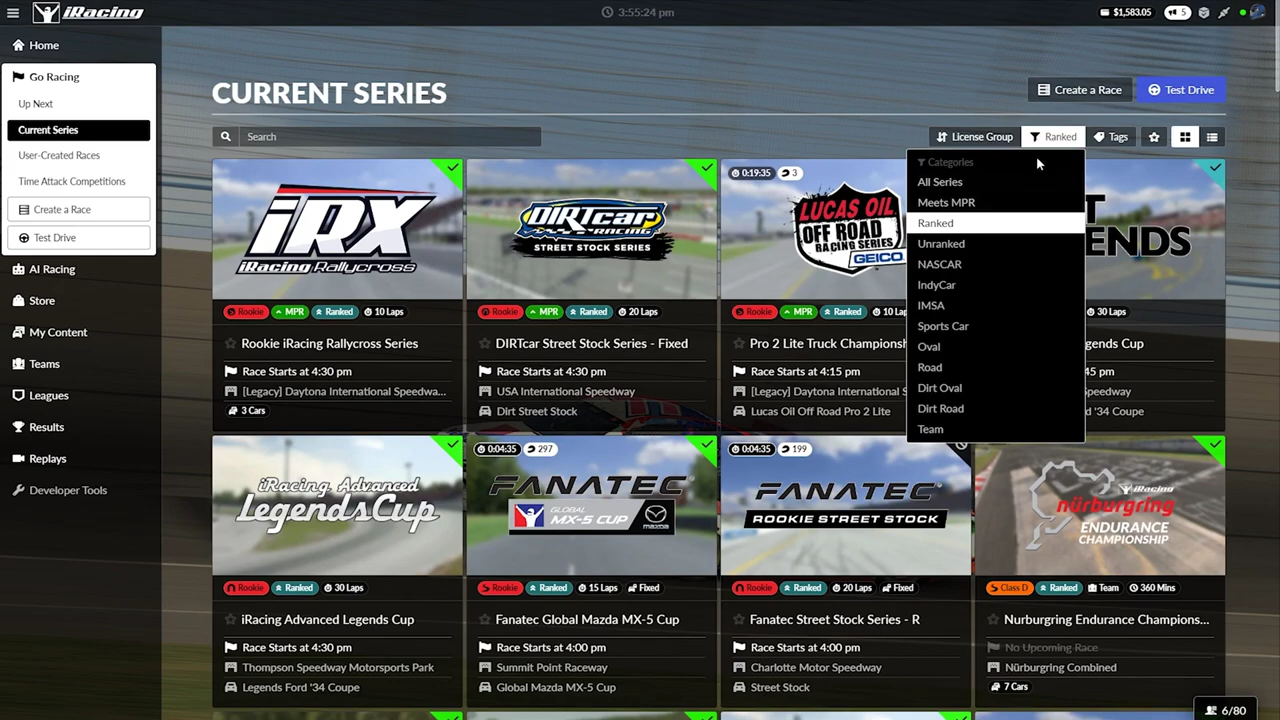 iRacing
3:55:24 pm
$1,583.05
5
Home
Go Racing
Up Next
Current Series
User-Created Races
Time Attack Competitions
Create a Race
Test Drive
AI Racing
Store
My Content
Teams
Leagues
Results
Replays
Developer Tools
CURRENT SERIES
Create a Race
Test Drive
Search
License Group
Ranked
Tags
Categories
All Series
Meets MPR
Ranked
Unranked
NASCAR
IndyCar
IMSA
Sports Car
Oval
Road
Dirt Oval
Dirt Road
Team
iRX
iRacing Rallycross
Rookie MPR Ranked 10 Laps
Rookie iRacing Rallycross Series
Race Starts at 4:30 pm
[Legacy] Daytona International Speedwa...
3 Cars
DIRTcar
RACING
STREET STOCK SERIES
Rookie MPR Ranked 20 Laps
DIRTcar Street Stock Series - Fixed
Race Starts at 4:30 pm
USA International Speedway
Dirt Street Stock
0:19:35 3
LUCAS OIL
OFF ROAD
RACING SERIES
GEICO
Rookie MPR Ranked 10 Lap
Pro 2 Lite Truck Champions
Race Starts at 4:15 pm
[Legacy] Daytona International
Lucas Oil Off Road Pro 2 Lite
T
ENDS
30 Laps
gends Cup
45 pm
edway
rd '34 Coupe
iRacing Advanced
LegendsCup
Rookie Ranked 30 Laps
iRacing Advanced Legends Cup
Race Starts at 4:30 pm
Thompson Speedway Motorsports Park
Legends Ford '34 Coupe
0:04:35 297
FANATEC
GLOBAL
MX-5 CUP
mazda
Rookie Ranked 15 Laps Fixed
Fanatec Global Mazda MX-5 Cup
Race Starts at 4:00 pm
Summit Point Raceway
Global Mazda MX-5 Cup
0:04:35 199
FANATEC
ROOKIE STREET STOCK
Rookie Ranked 20 Laps Fixed
Fanatec Street Stock Series - R
Race Starts at 4:00 pm
Charlotte Motor Speedway
Street Stock
iRacing
nürburgring
ENDURANCE
CHAMPIONSHIP
Class D Ranked Team 360 Mins
Nurburgring Endurance Champions...
No Upcoming Race
Nürburgring Combined
7 Cars
6/80